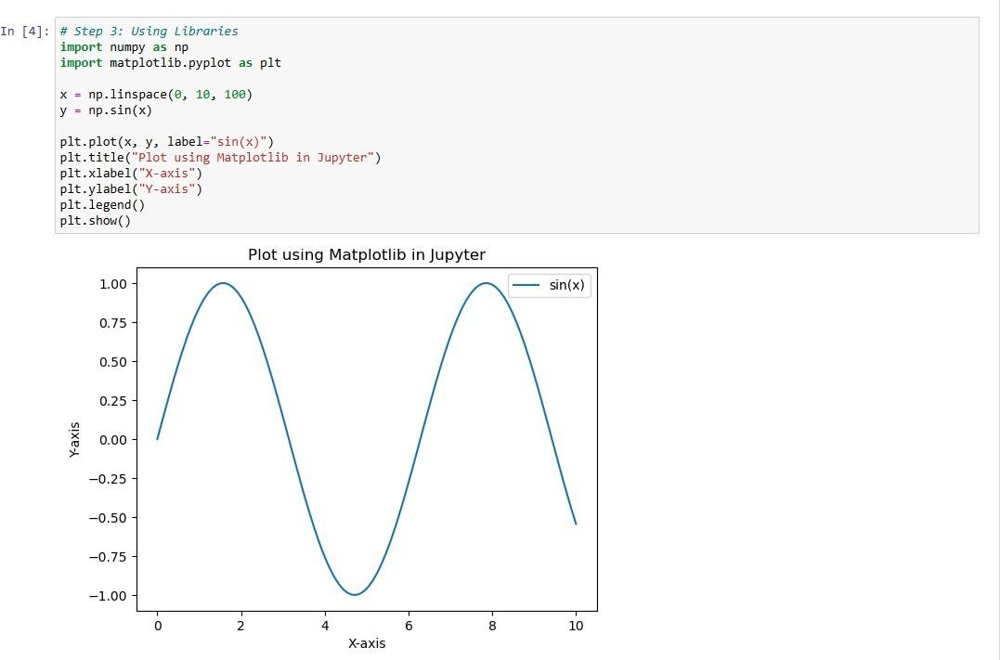 In [4]: # Step 3: Using Libraries
import numpy as np
import matplotlib.pyplot as plt
x = np.linspace(0, 10, 100)
y = np.sin(x)
plt.plot(x, y, label="sin(x)")
plt.title("Plot using Matplotlib in Jupyter")
plt.xlabel("X-axis")
plt.ylabel("Y-axis")
plt.legend()
plt.show()
Plot using Matplotlib in Jupyter
sin(x)
1.00
0.75
0.50
0.25
0.00
−0.25
−0.50
−0.75
−1.00
Y-axis
0 2 4 6 8 10
X-axis